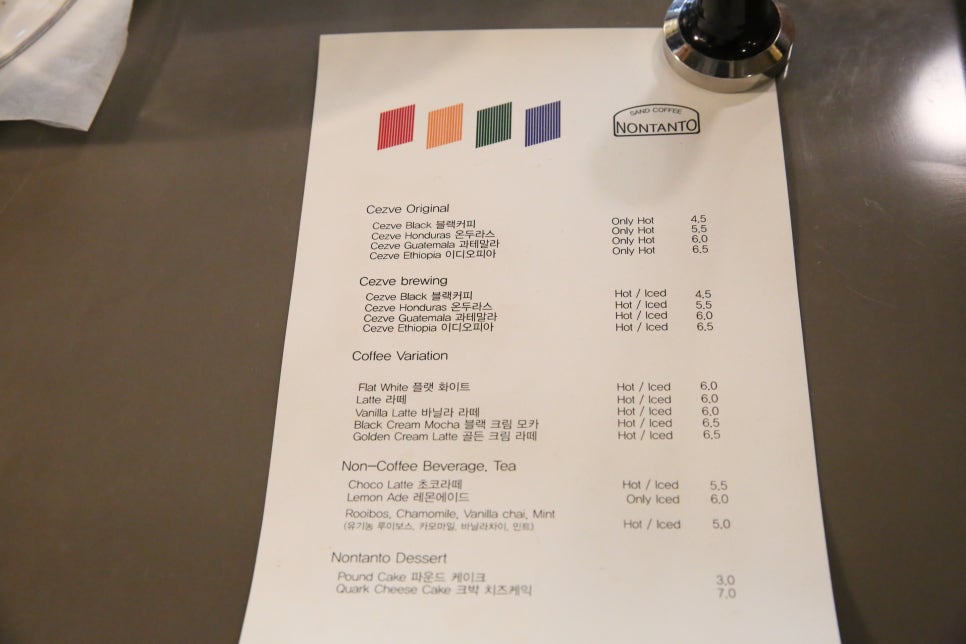 SAND COFFEE
NONTANTO
Cezve Original
Cezve Black 블랙커피 Only Hot 4,5
Cezve Honduras 온두라스 Only Hot 5,5
Cezve Guatemala 과테말라 Only Hot 6,0
Cezve Ethiopia 이디오피아 Only Hot 6,5
Cezve brewing
Cezve Black 블랙커피 Hot / Iced 4,5
Cezve Honduras 온두라스 Hot / Iced 5,5
Cezve Guatemala 과테말라 Hot / Iced 6,0
Cezve Ethiopia 이디오피아 Hot / Iced 6,5
Coffee Variation
Flat White 플랫 화이트 Hot / Iced 6,0
Latte 라떼 Hot / Iced 6,0
Vanilla Latte 바닐라 라떼 Hot / Iced 6,0
Black Cream Mocha 블랙 크림 모카 Hot / Iced 6,5
Golden Cream Latte 골든 크림 라떼 Hot / Iced 6,5
Non-Coffee Beverage, Tea
Choco Latte 초코라떼 Hot / Iced 5,5
Lemon Ade 레몬에이드 Only Iced 6,0
Rooibos, Chamomile, Vanilla chai, Mint
(유기농 루이보스, 카모마일, 바닐라차이, 민트) Hot / Iced 5,0
Nontanto Dessert
Pound Cake 파운드 케이크 3,0
Quark Cheese Cake 크박 치즈케익 7,0